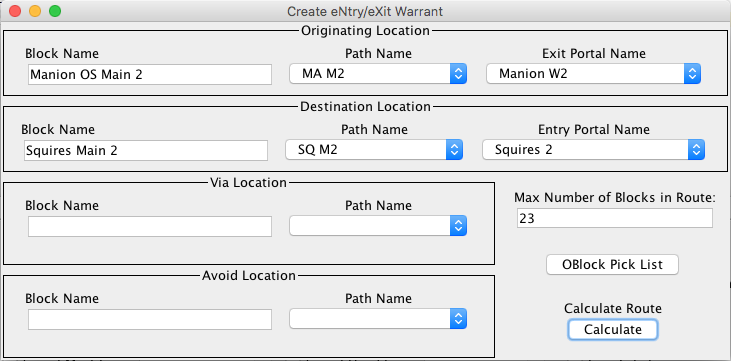 Create eNtry/eXit Warrant
Originating Location
Block Name Path Name Exit Portal Name
Manion OS Main 2 MA M2 Manion W2
Destination Location
Block Name Path Name Entry Portal Name
Squires Main 2 SQ M2 Squires 2
Via Location
Block Name Path Name
Max Number of Blocks in Route:
23
OBlock Pick List
Avoid Location
Block Name Path Name
Calculate Route
Calculate